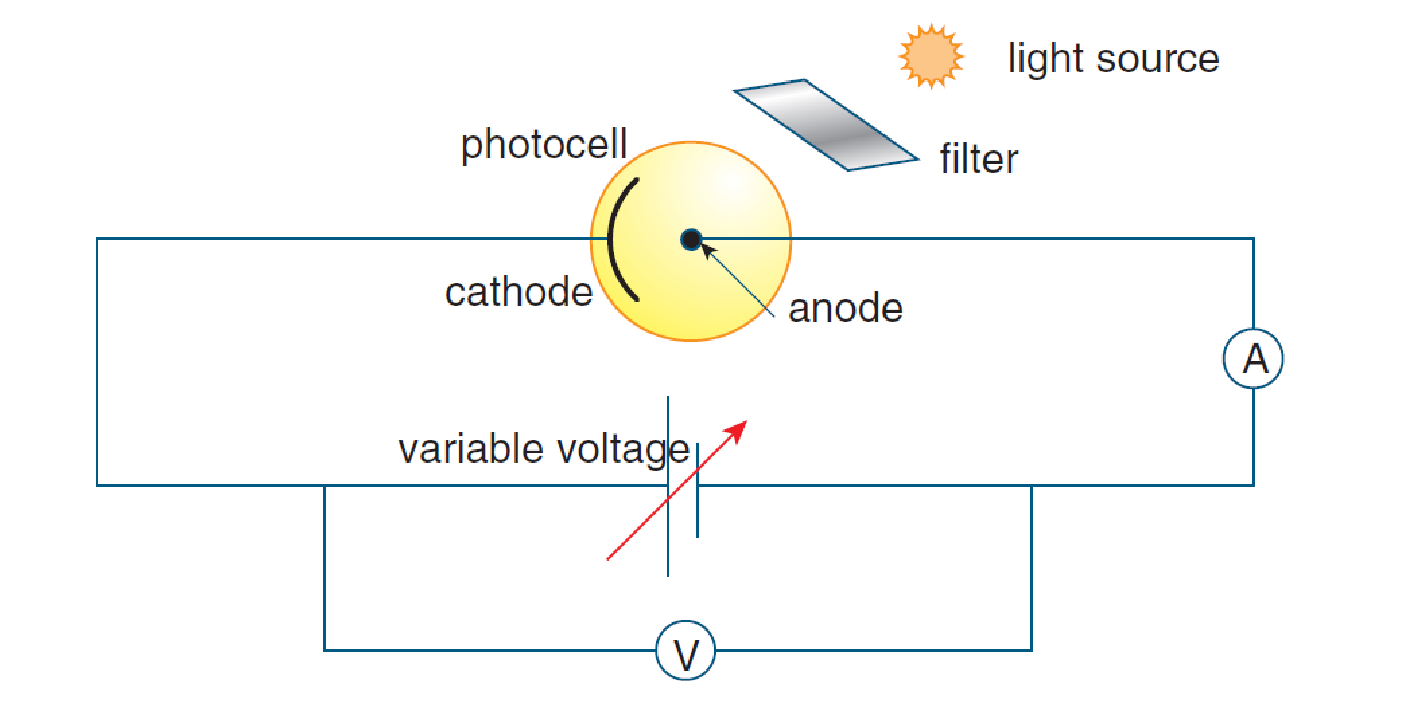 light source
photocell
filter
cathode
anode
A
variable voltage
V